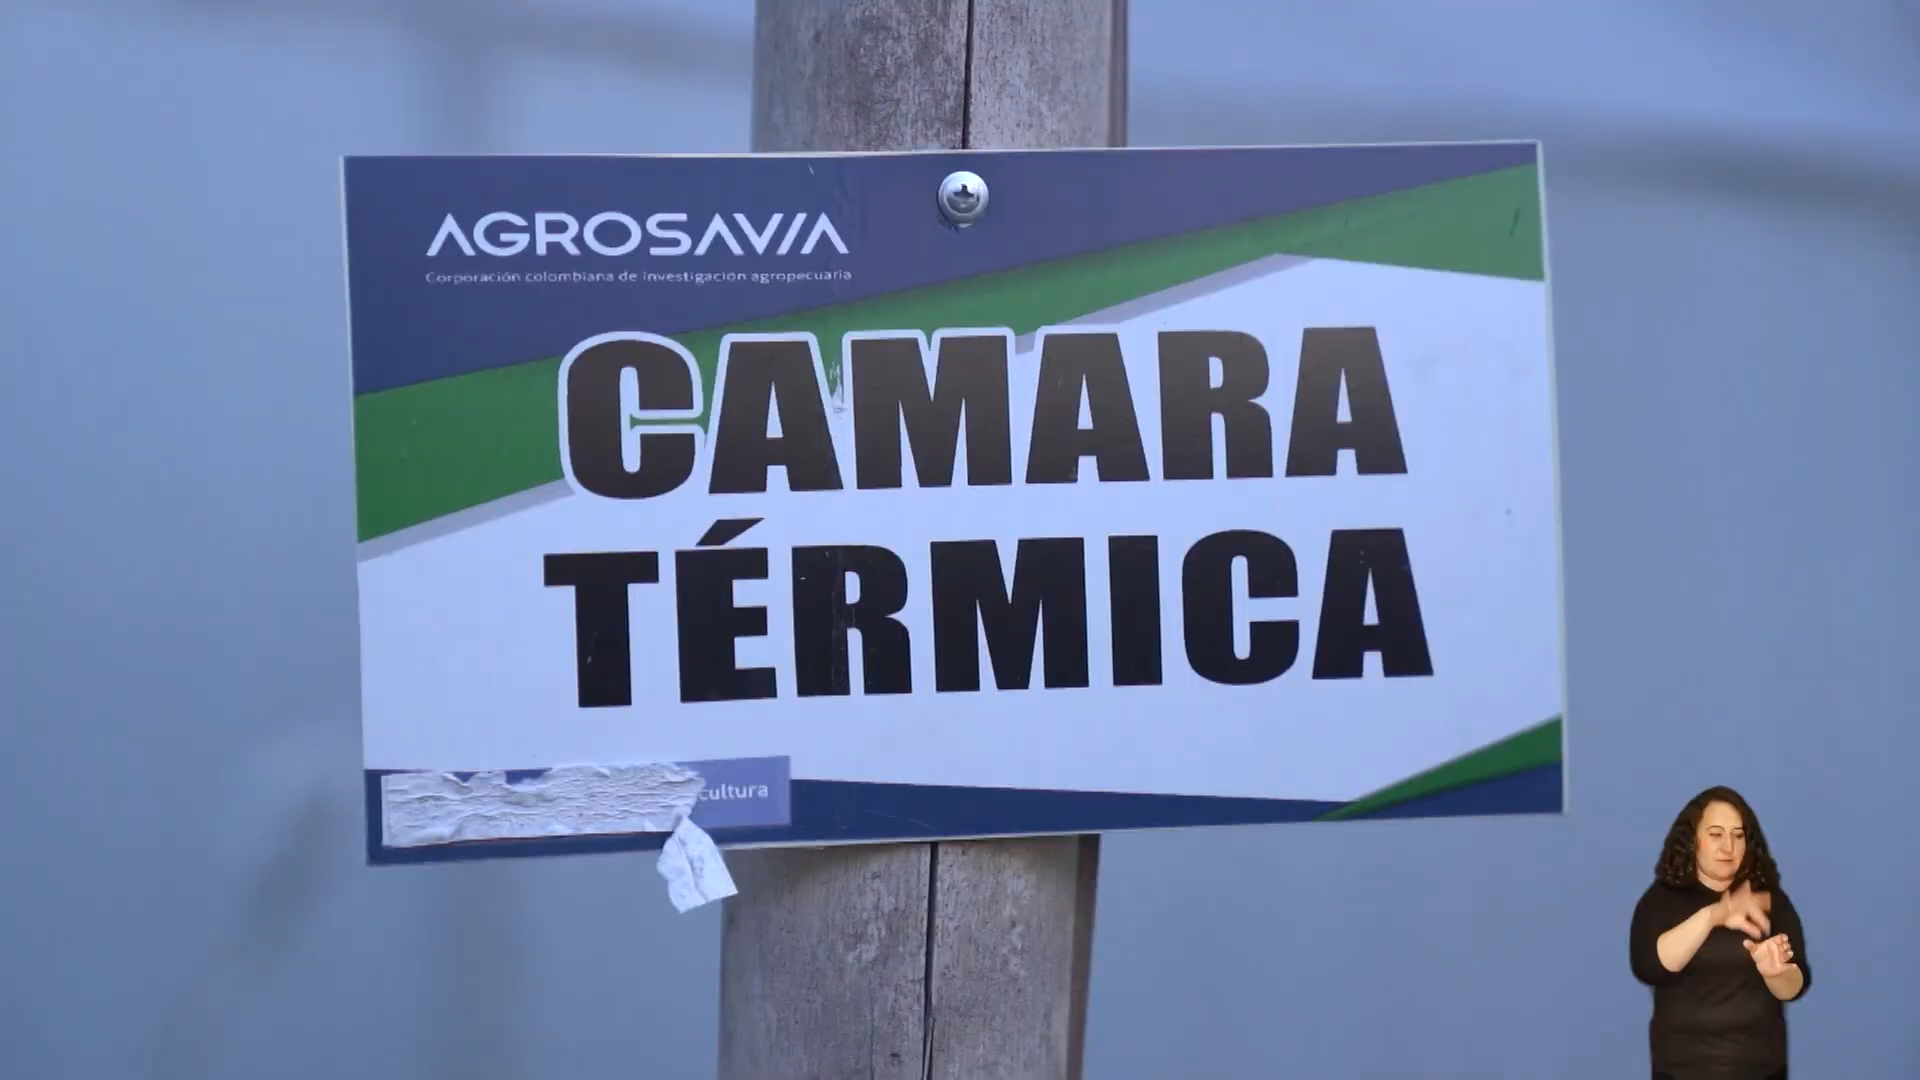 AGROSAVIA
Corporación colombiana de investigación agropecuaria
CAMARA
TÉRMICA
cultura